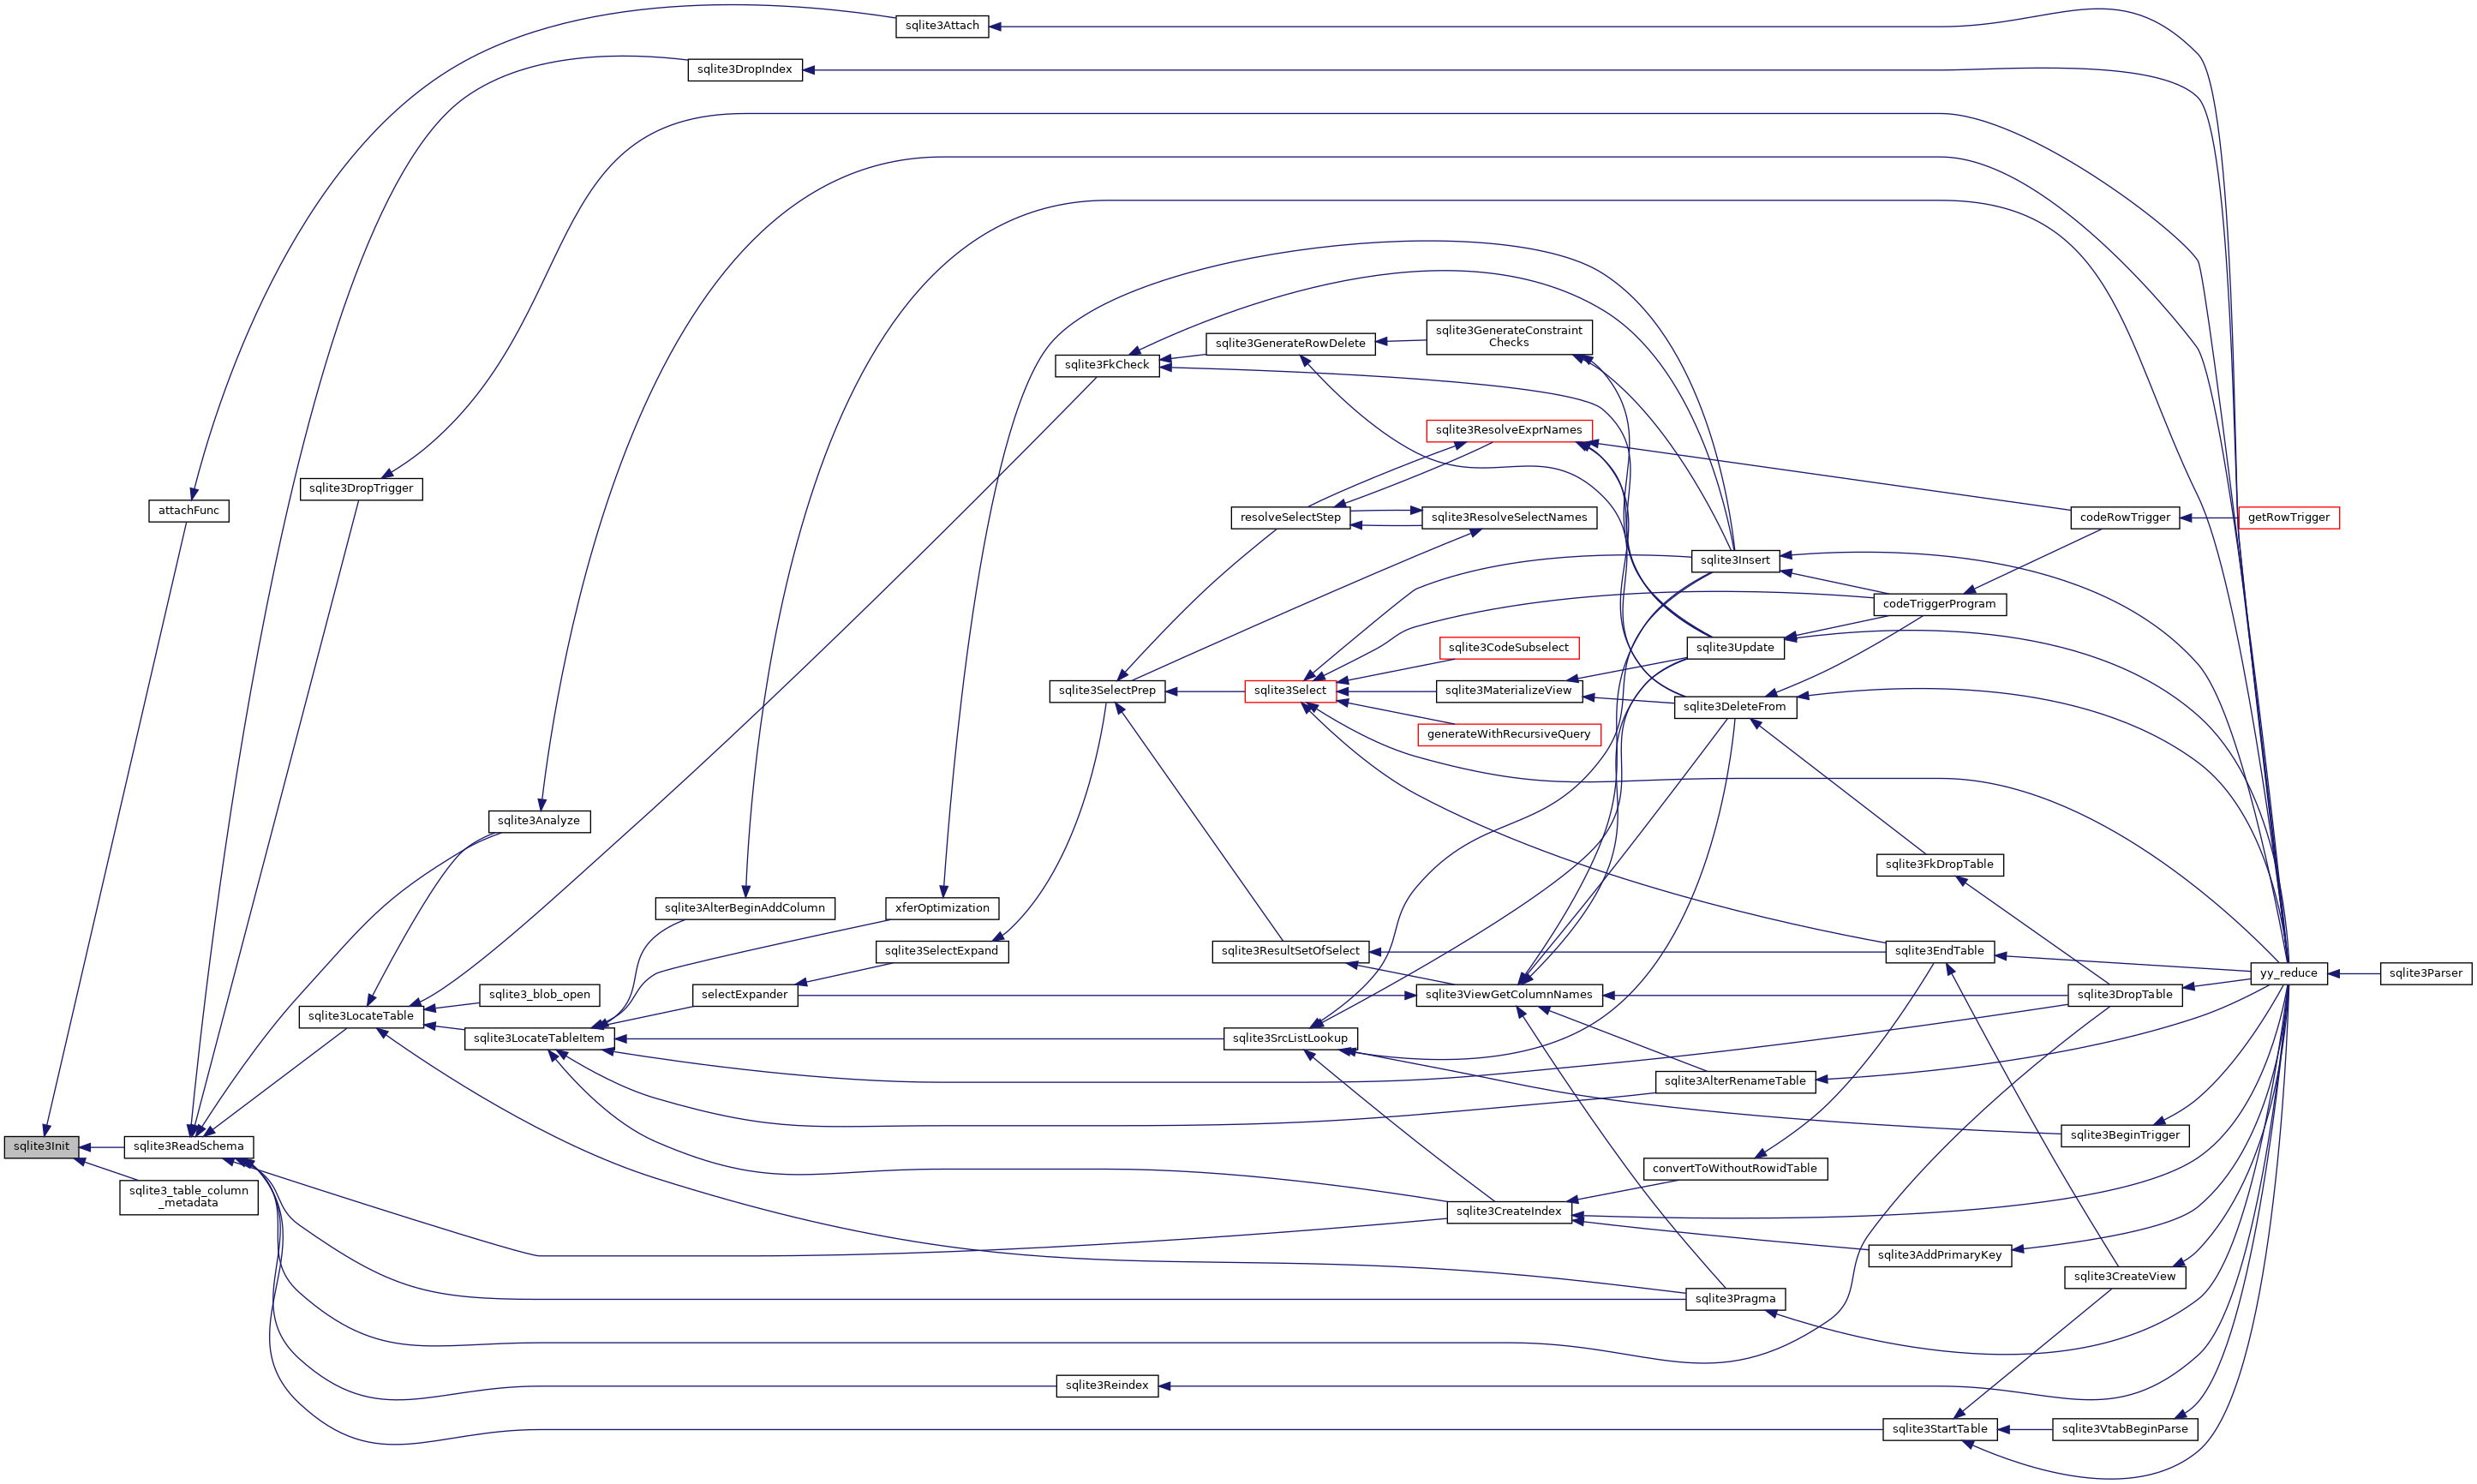 sqlite3Attach
sqlite3DropIndex
sqlite3GenerateConstraint
Checks
sqlite3GenerateRowDelete
sqlite3FkCheck
sqlite3ResolveExprNames
sqlite3DropTrigger
attachFunc
resolveSelectStep
sqlite3ResolveSelectNames
codeRowTrigger
getRowTrigger
sqlite3Insert
codeTriggerProgram
sqlite3CodeSubselect
sqlite3Update
sqlite3SelectPrep
sqlite3Select
sqlite3MaterializeView
sqlite3DeleteFrom
generateWithRecursiveQuery
sqlite3Analyze
sqlite3FkDropTable
sqlite3AlterBeginAddColumn
xferOptimization
sqlite3SelectExpand
sqlite3ResultSetOfSelect
sqlite3EndTable
yy_reduce
sqlite3Parser
sqlite3_blob_open
selectExpander
sqlite3ViewGetColumnNames
sqlite3DropTable
sqlite3LocateTable
sqlite3LocateTableItem
sqlite3SrcListLookup
sqlite3AlterRenameTable
sqlite3BeginTrigger
sqlite3Init
sqlite3ReadSchema
convertToWithoutRowidTable
sqlite3_table_column
_metadata
sqlite3CreateIndex
sqlite3AddPrimaryKey
sqlite3CreateView
sqlite3Pragma
sqlite3Reindex
sqlite3StartTable
sqlite3VtabBeginParse